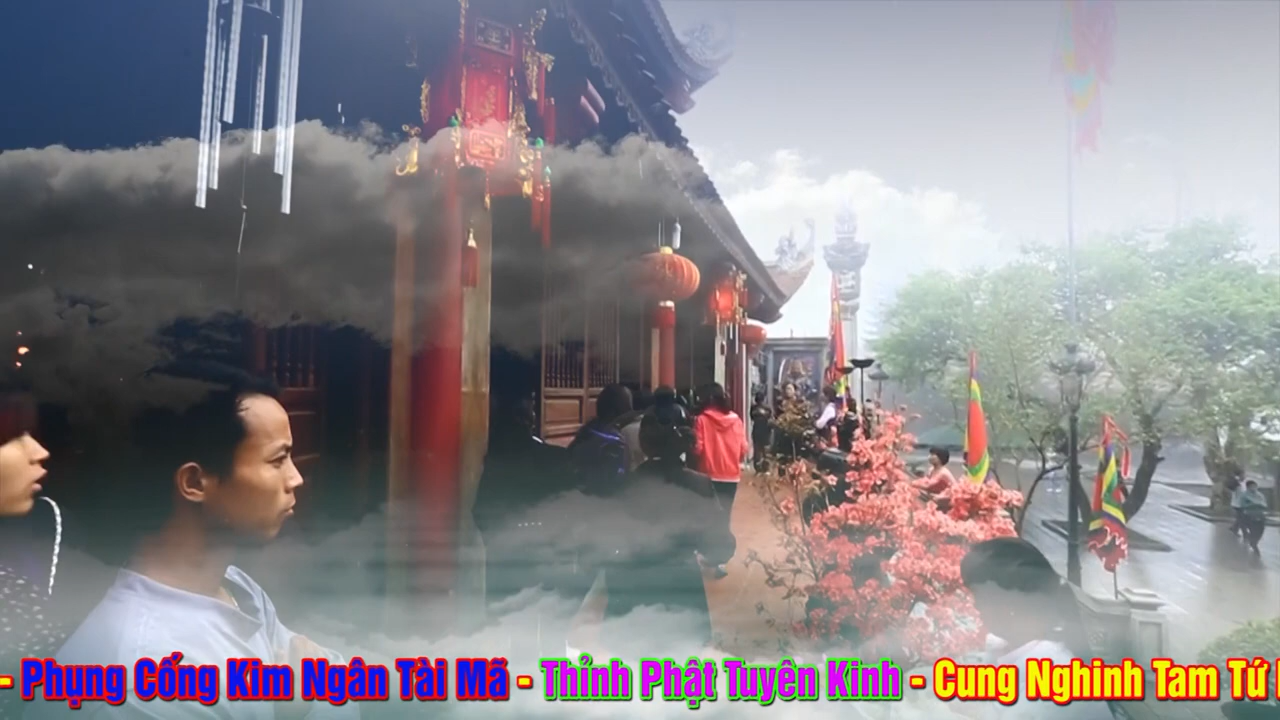 - Phụng Cống Kim Ngân Tài Mã - Thỉnh Phật Tuyên Kinh - Cung Nghinh Tam Tứ